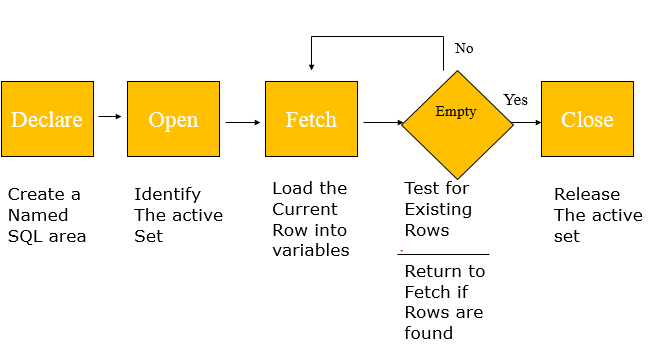 No
Declare
Open
Fetch
Empty
Yes
Close
Create a
Named
SQL area
Identify
The active
Set
Load the
Current
Row into
variables
Test for
Existing
Rows
Return to
Fetch if
Rows are
found
Release
The active
set